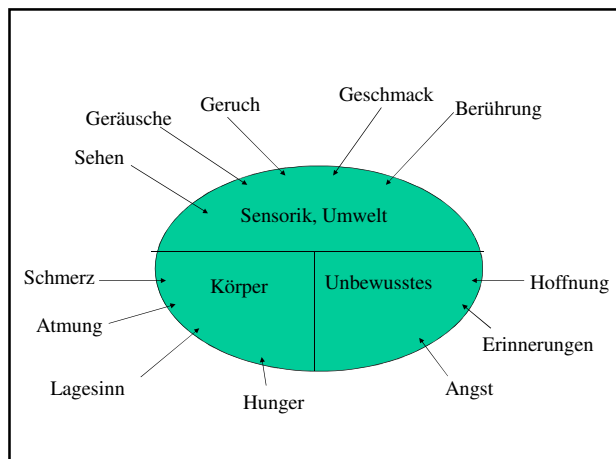 Geschmack
Geruch
Berührung
Geräusche
Sehen
Sensorik, Umwelt
Schmerz
Körper
Unbewusstes
Hoffnung
Atmung
Erinnerungen
Lagesinn
Angst
Hunger